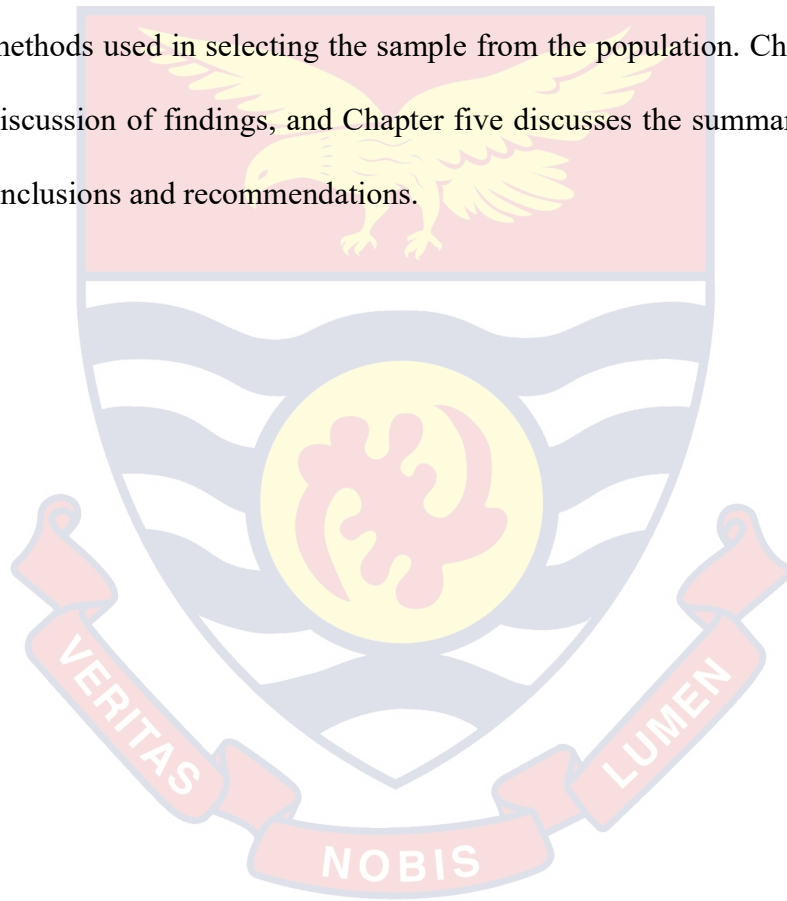 methods used in selecting the sample from the population. Ch
iscussion of findings, and Chapter five discusses the summar
nclusions and recommendations.
VERITAS
NOBIS
LUMEN